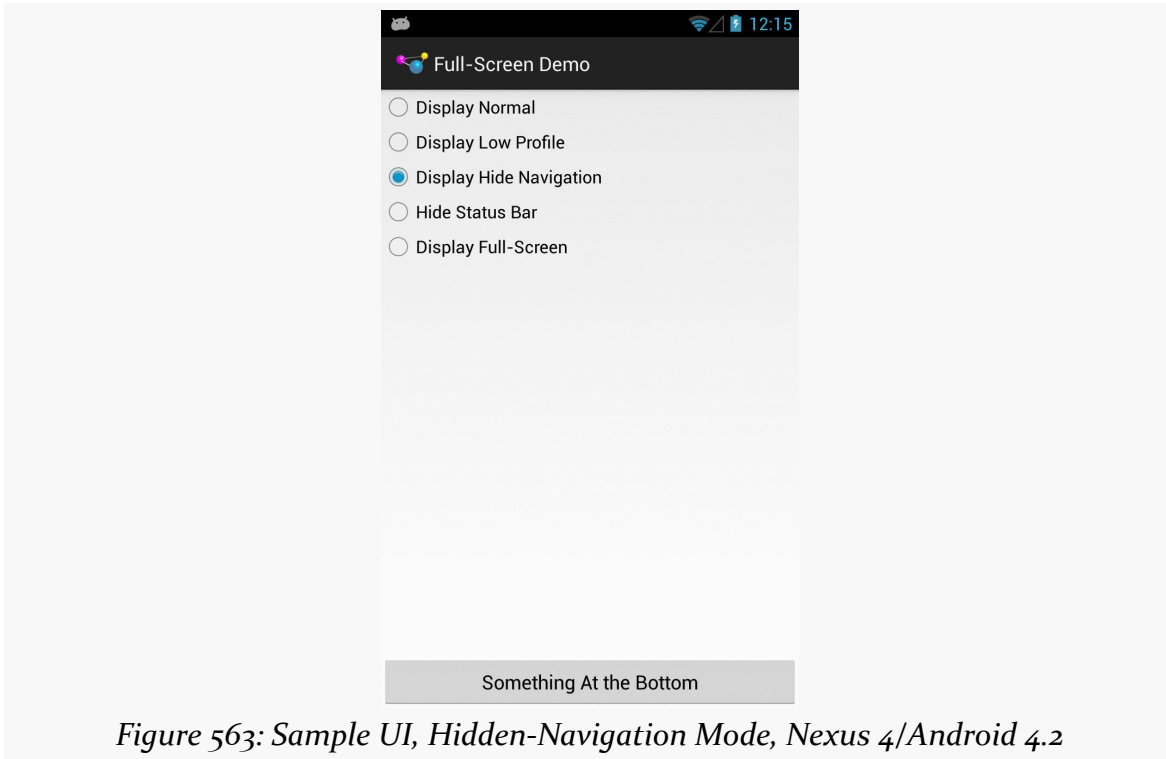 12:15
Full-Screen Demo
Display Normal
Display Low Profile
Display Hide Navigation
Hide Status Bar
Display Full-Screen
Something At the Bottom
Figure 563: Sample UI, Hidden-Navigation Mode, Nexus 4/Android 4.2